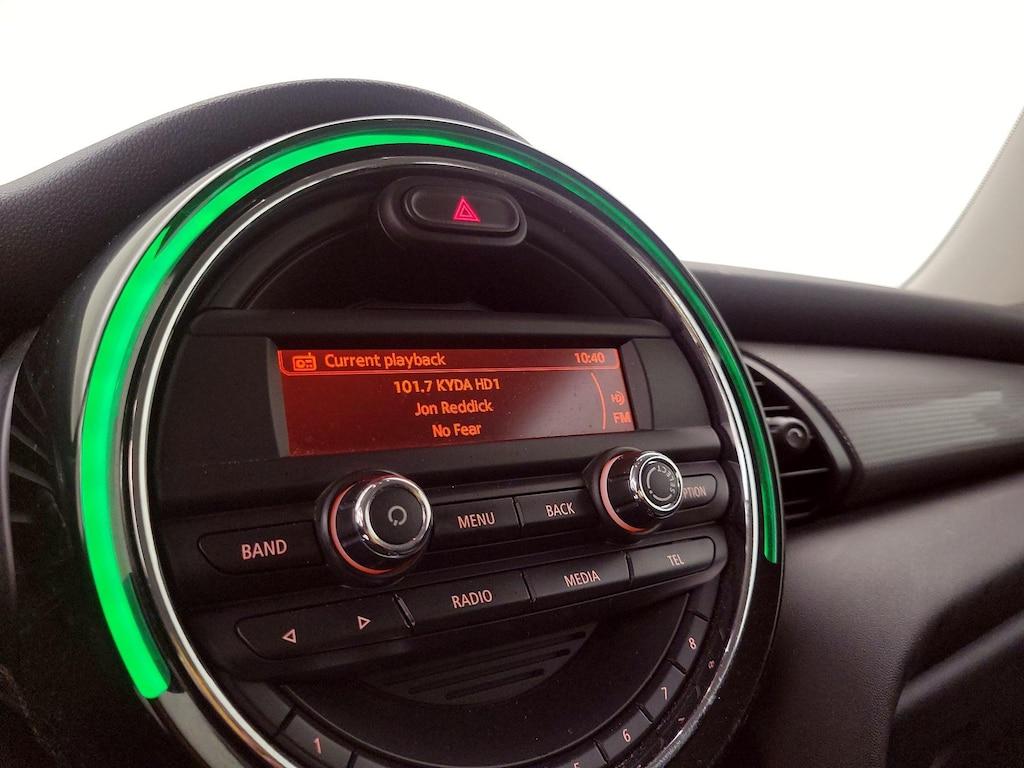 Current playback 10:40
101.7 KYDA HD1
Jon Reddick
No Fear
FM
BAND
MENU
BACK
SELECT
RADIO
MEDIA
TEL
1
6
7
8